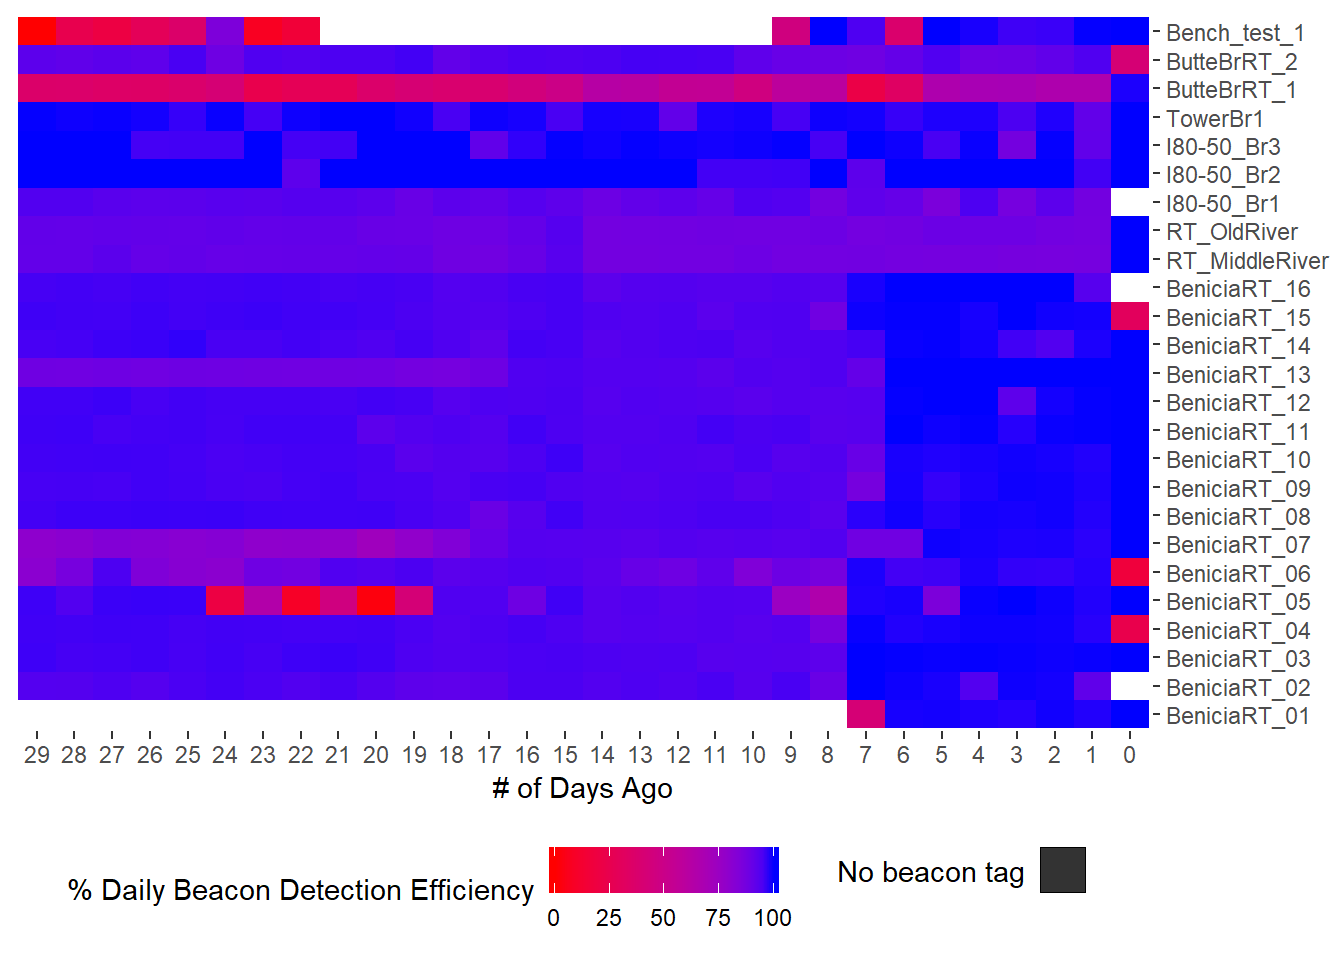 Bench_test_1
ButteBrRT_2
ButteBrRT_1
TowerBr1
I80-50_Br3
I80-50_Br2
I80-50_Br1
RT_OldRiver
RT_MiddleRiver
BeniciaRT_16
BeniciaRT_15
BeniciaRT_14
BeniciaRT_13
BeniciaRT_12
BeniciaRT_11
BeniciaRT_10
BeniciaRT_09
BeniciaRT_08
BeniciaRT_07
BeniciaRT_06
BeniciaRT_05
BeniciaRT_04
BeniciaRT_03
BeniciaRT_02
BeniciaRT_01
29 28 27 26 25 24 23 22 21 20 19 18 17 16 15 14 13 12 11 10 9 8 7 6 5 4 3 2 1 0
# of Days Ago
% Daily Beacon Detection Efficiency
0 25 50 75 100
No beacon tag